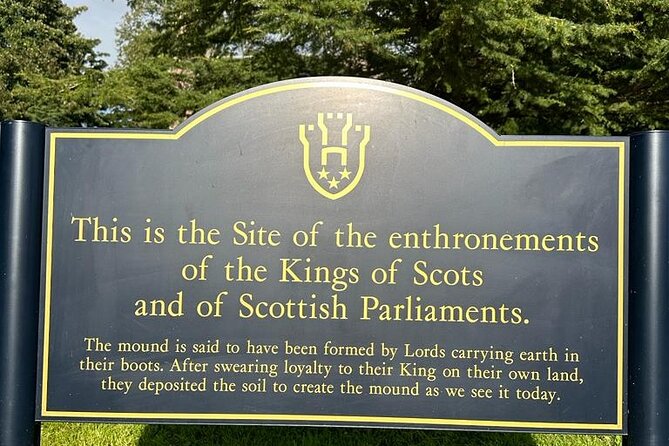 This is the Site of the enthronements
of the Kings of Scots
and of Scottish Parliaments.
The mound is said to have been formed by Lords carrying earth in
their boots. After swearing loyalty to their King on their own land,
they deposited the soil to create the mound as we see it today.